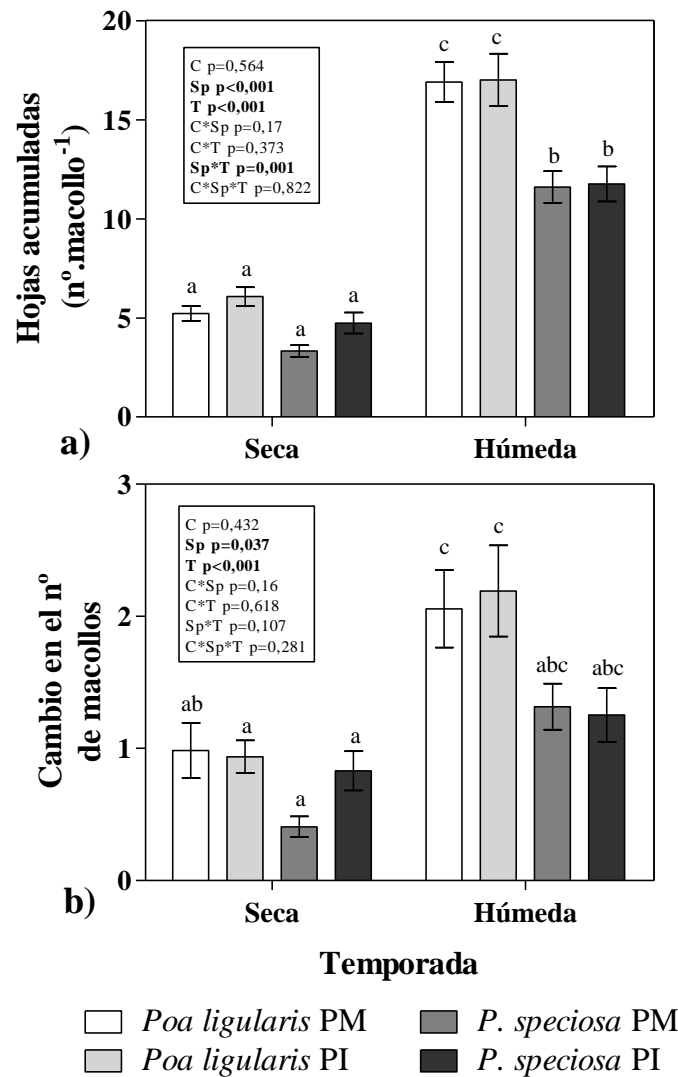 Hojas acumuladas
(nº.macollo⁻¹)
20
15
10
5
0
C p=0,564
Sp p<0,001
T p<0,001
C*Sp p=0,17
C*T p=0,373
Sp*T p=0,001
C*Sp*T p=0,822
a
a
a
a
c
c
b
b
a)
Seca
Húmeda
Cambio en el nº
de macollos
3
2
1
0
C p=0,432
Sp p=0,037
T p<0,001
C*Sp p=0,16
C*T p=0,618
Sp*T p=0,107
C*Sp*T p=0,281
ab
a
a
a
c
c
abc
abc
b)
Seca
Húmeda
Temporada
Poa ligularis PM
P. speciosa PM
Poa ligularis PI
P. speciosa PI